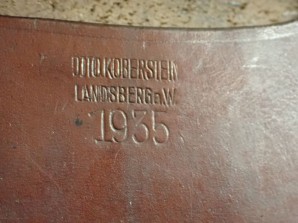 OTTO KOBERSTEIN
LANDSBERG a.W.
1935